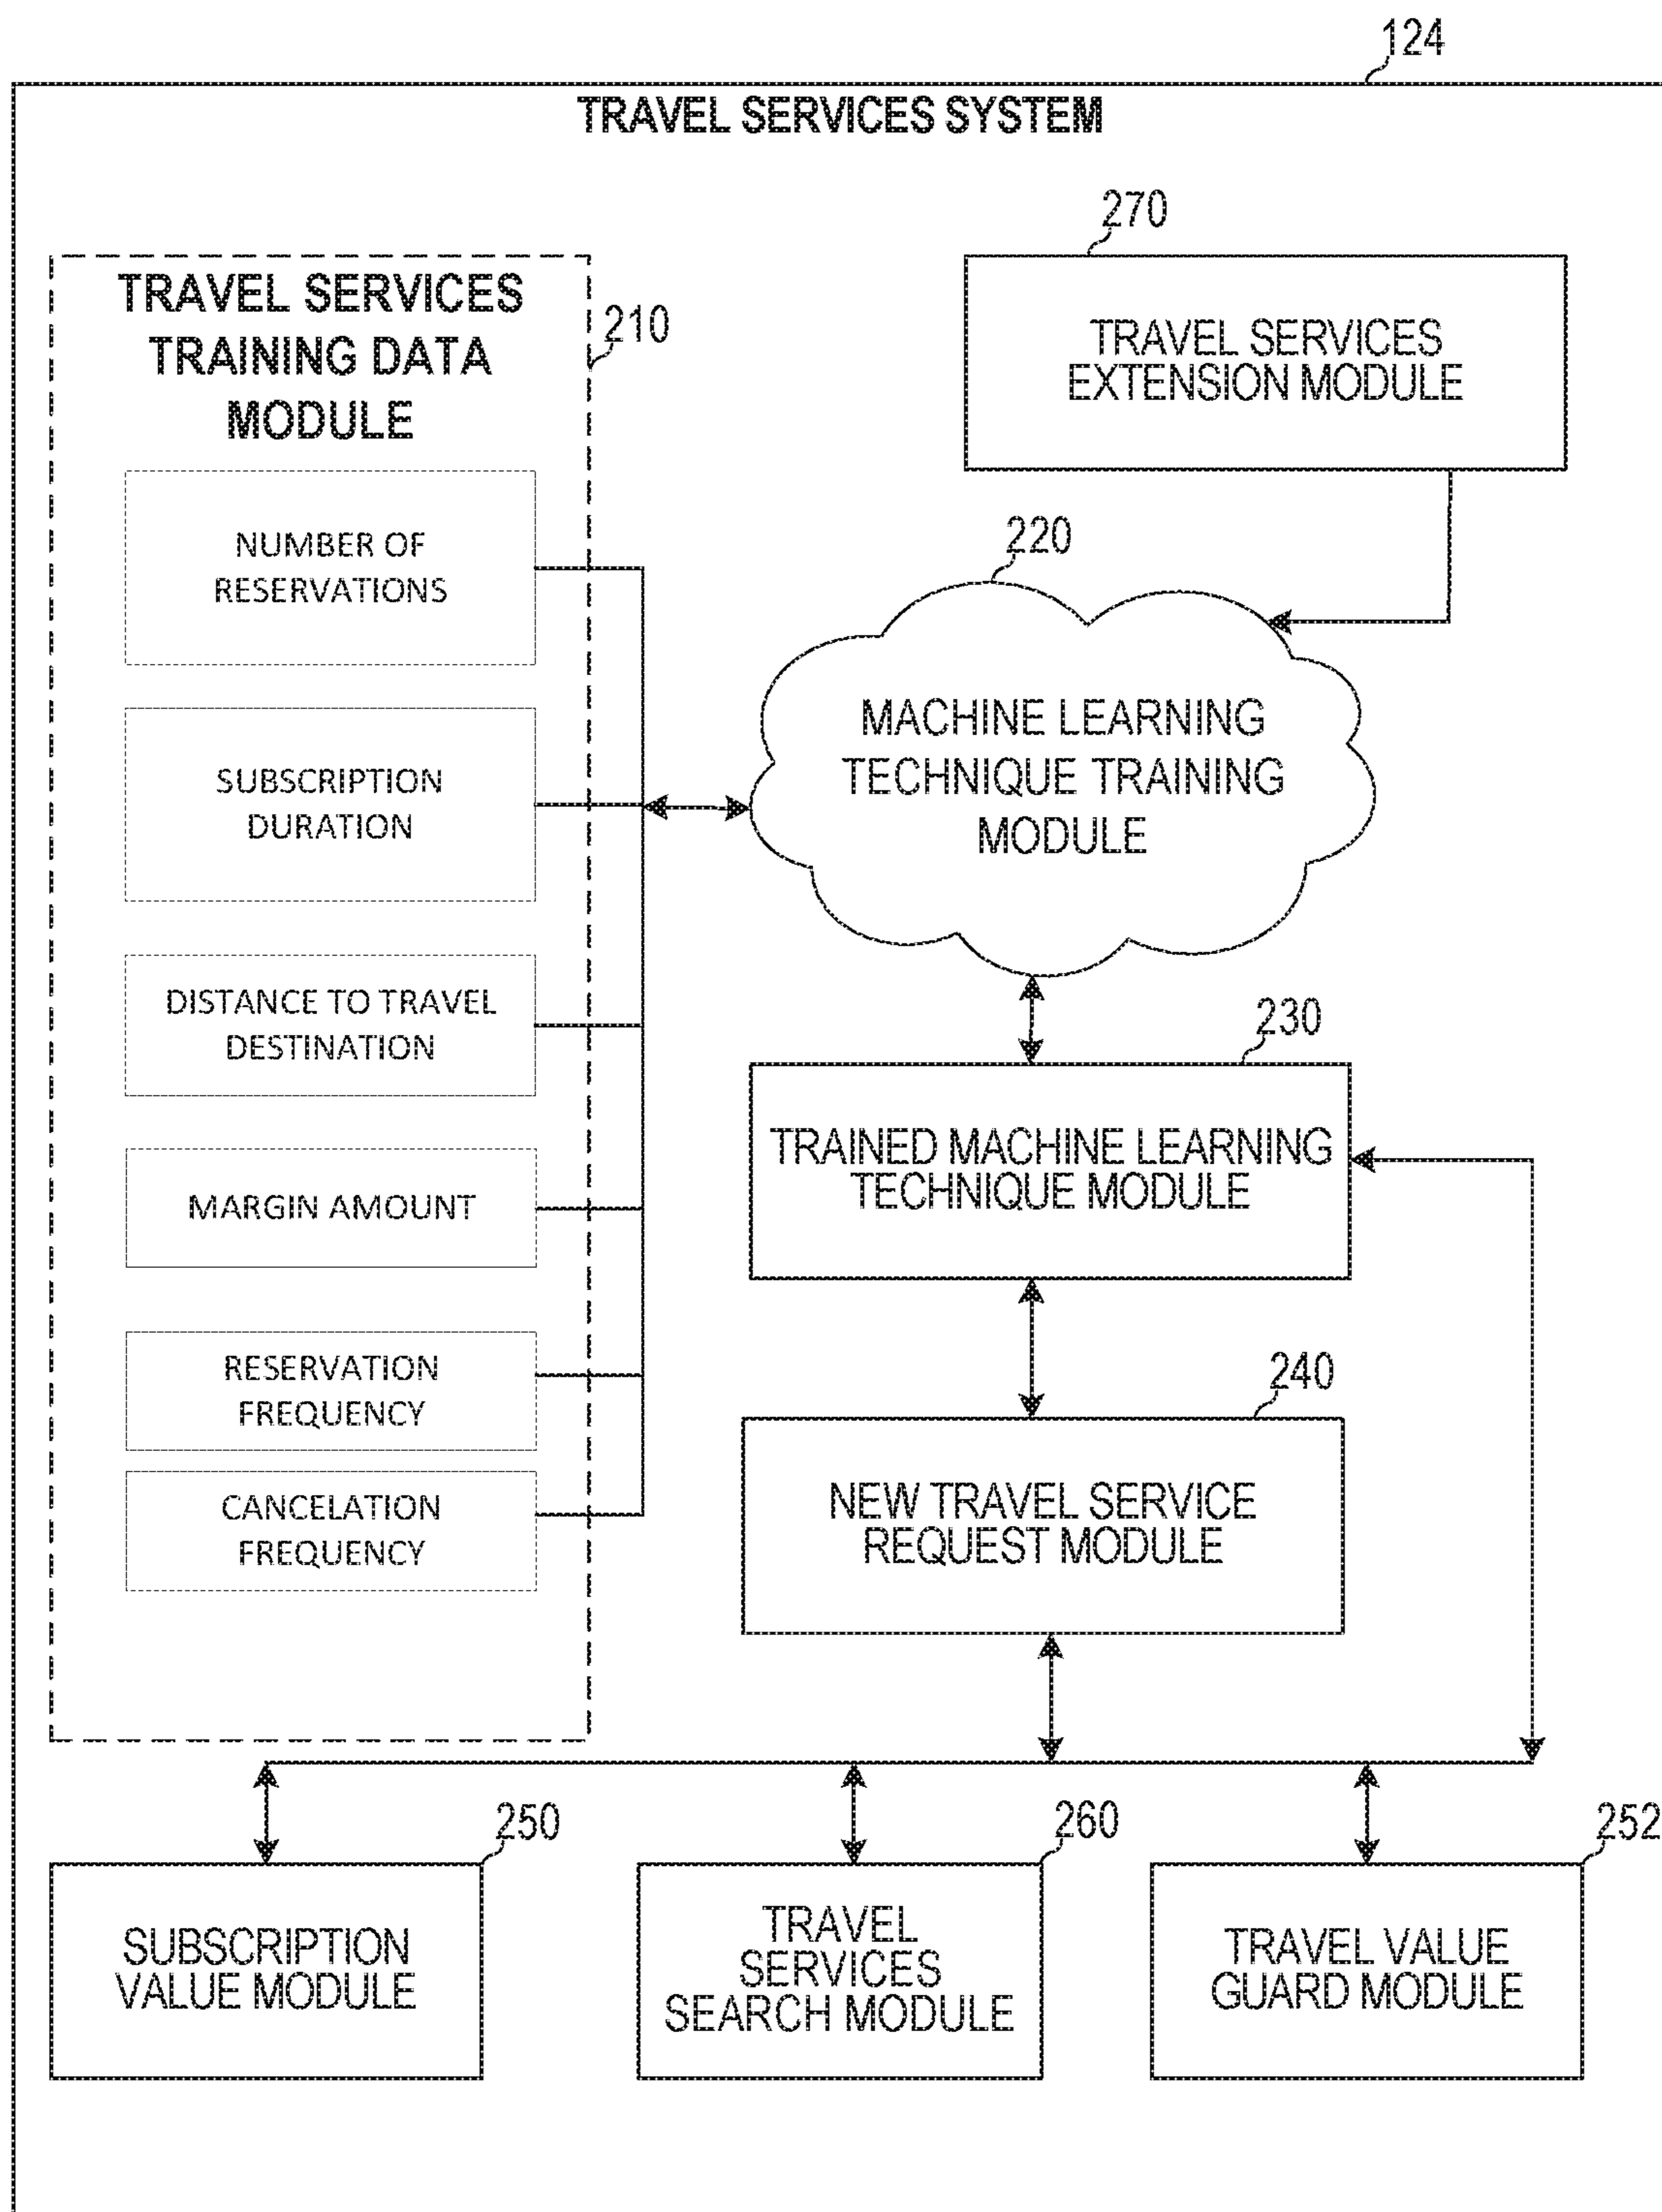 124
TRAVEL SERVICES SYSTEM
270
TRAVEL SERVICES
EXTENSION MODULE
TRAVEL SERVICES
TRAINING DATA
MODULE
210
NUMBER OF
RESERVATIONS
SUBSCRIPTION
DURATION
DISTANCE TO TRAVEL
DESTINATION
MARGIN AMOUNT
RESERVATION
FREQUENCY
CANCELATION
FREQUENCY
220
MACHINE LEARNING
TECHNIQUE TRAINING
MODULE
230
TRAINED MACHINE LEARNING
TECHNIQUE MODULE
240
NEW TRAVEL SERVICE
REQUEST MODULE
250
SUBSCRIPTION
VALUE MODULE
260
TRAVEL
SERVICES
SEARCH MODULE
252
TRAVEL VALUE
GUARD MODULE